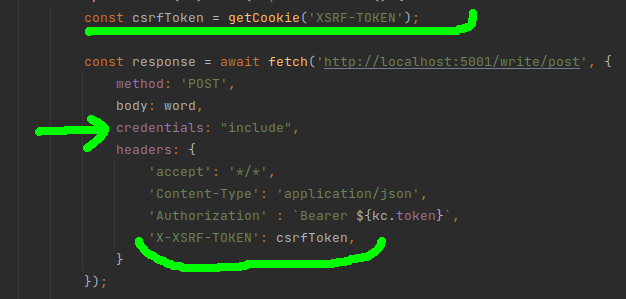 const csrfToken = getCookie('XSRF-TOKEN');
const response = await fetch('http://localhost:5001/write/post', {
method: 'POST',
body: word,
credentials: "include",
headers: {
'accept': '*/*',
'Content-Type': 'application/json',
'Authorization' : `Bearer ${kc.token}`,
'X-XSRF-TOKEN': csrfToken,
}
});